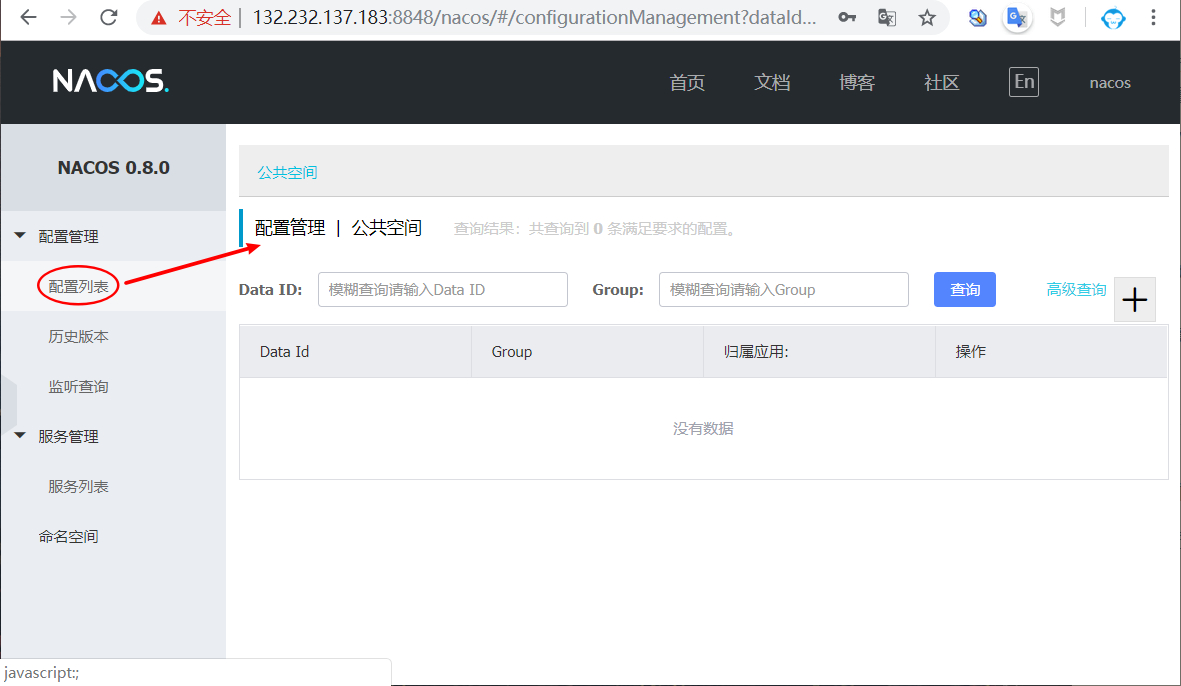 不安全 | 132.232.137.183:8848/nacos/#/configurationManagement?dataId...
NACOS.
首页 文档 博客 社区 En nacos
NACOS 0.8.0
公共空间
配置管理 | 公共空间 查询结果：共查询到 0 条满足要求的配置。
配置管理
配置列表
历史版本
监听查询
服务管理
服务列表
命名空间
Data ID: 模糊查询请输入Data ID Group: 模糊查询请输入Group 查询 高级查询
Data Id Group 归属应用: 操作
没有数据
javascript:;